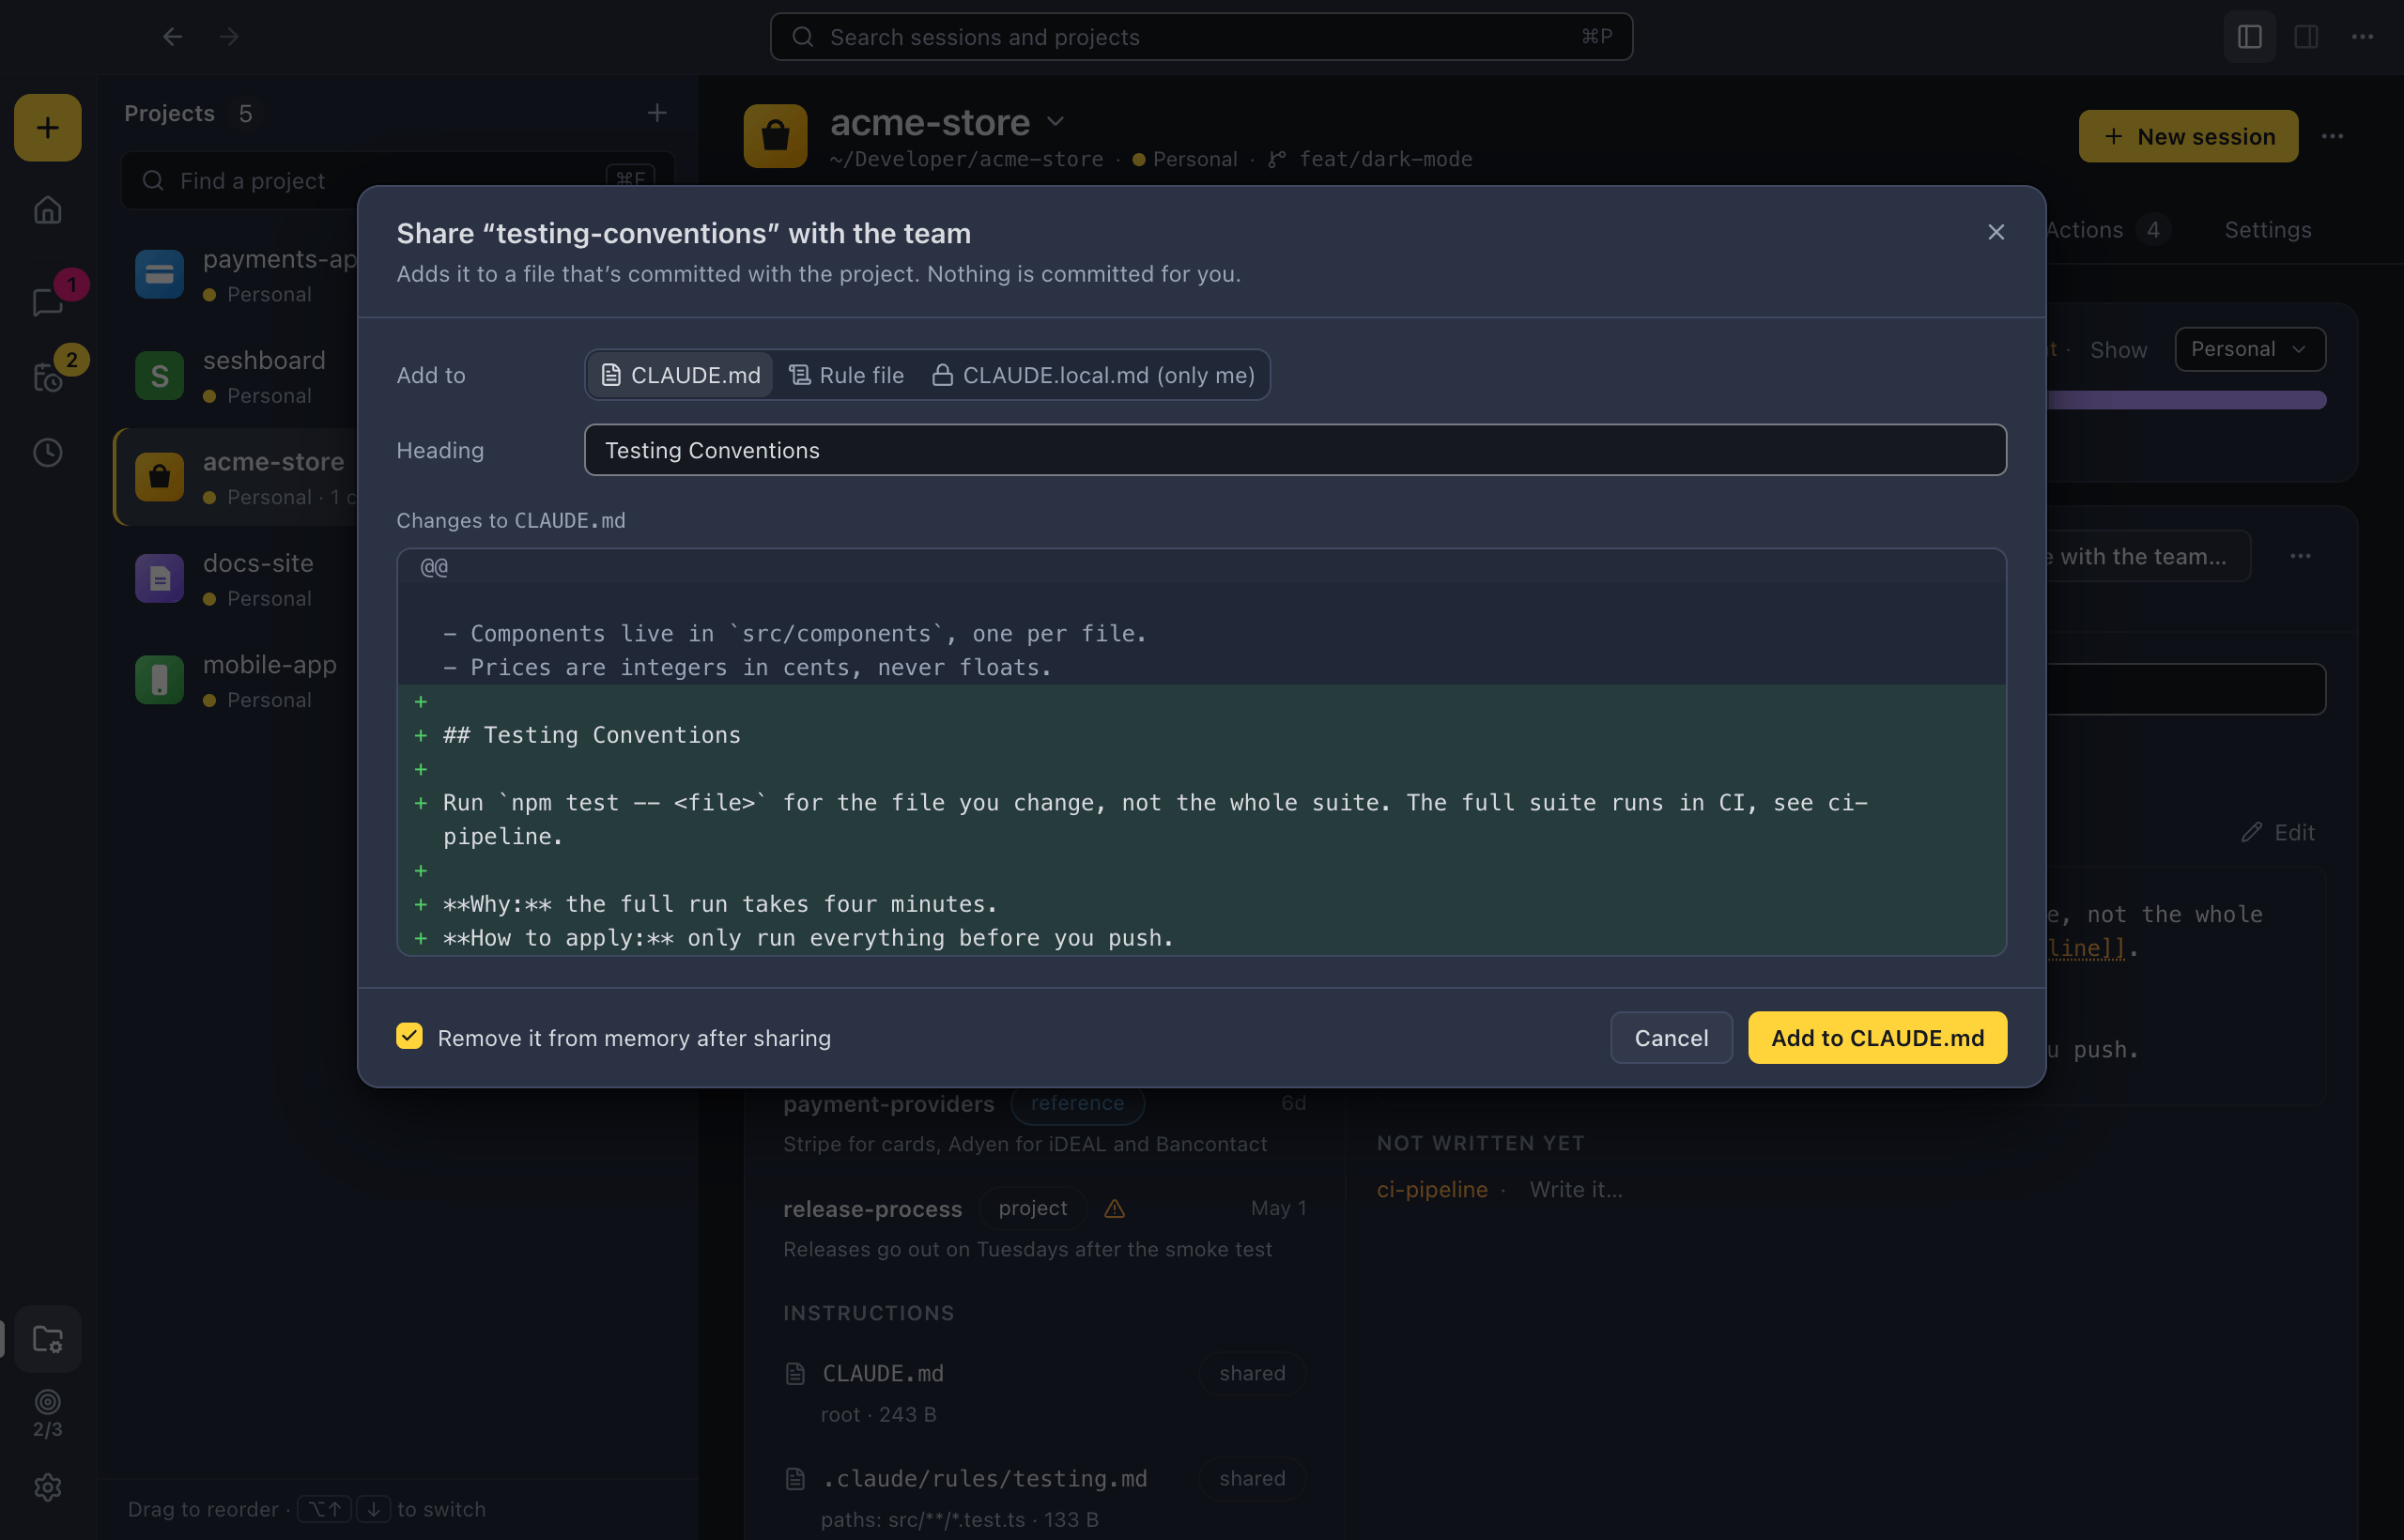 Search sessions and projects ⌘P
Projects 5
Find a project ⌘F
payments-ap
Personal
seshboard
Personal
acme-store
Personal · 1 c
docs-site
Personal
mobile-app
Personal
1
2
2/3
Drag to reorder · ⌥↑ ↓ to switch
acme-store
~/Developer/acme-store · Personal · feat/dark-mode
+ New session
Actions 4
Settings
Show Personal
e with the team...
Edit
e, not the whole
line]].
u push.
Share “testing-conventions” with the team
Adds it to a file that’s committed with the project. Nothing is committed for you.
Add to CLAUDE.md Rule file CLAUDE.local.md (only me)
Heading Testing Conventions
Changes to CLAUDE.md
@@
- Components live in `src/components`, one per file.
- Prices are integers in cents, never floats.
+
+ ## Testing Conventions
+
+ Run `npm test -- <file>` for the file you change, not the whole suite. The full suite runs in CI, see ci-
pipeline.
+
+ **Why:** the full run takes four minutes.
+ **How to apply:** only run everything before you push.
Remove it from memory after sharing
Cancel
Add to CLAUDE.md
payment-providers reference 6d
Stripe for cards, Adyen for iDEAL and Bancontact
release-process project May 1
Releases go out on Tuesdays after the smoke test
INSTRUCTIONS
CLAUDE.md shared
root · 243 B
.claude/rules/testing.md shared
paths: src/**/*.test.ts · 133 B
NOT WRITTEN YET
ci-pipeline · Write it...